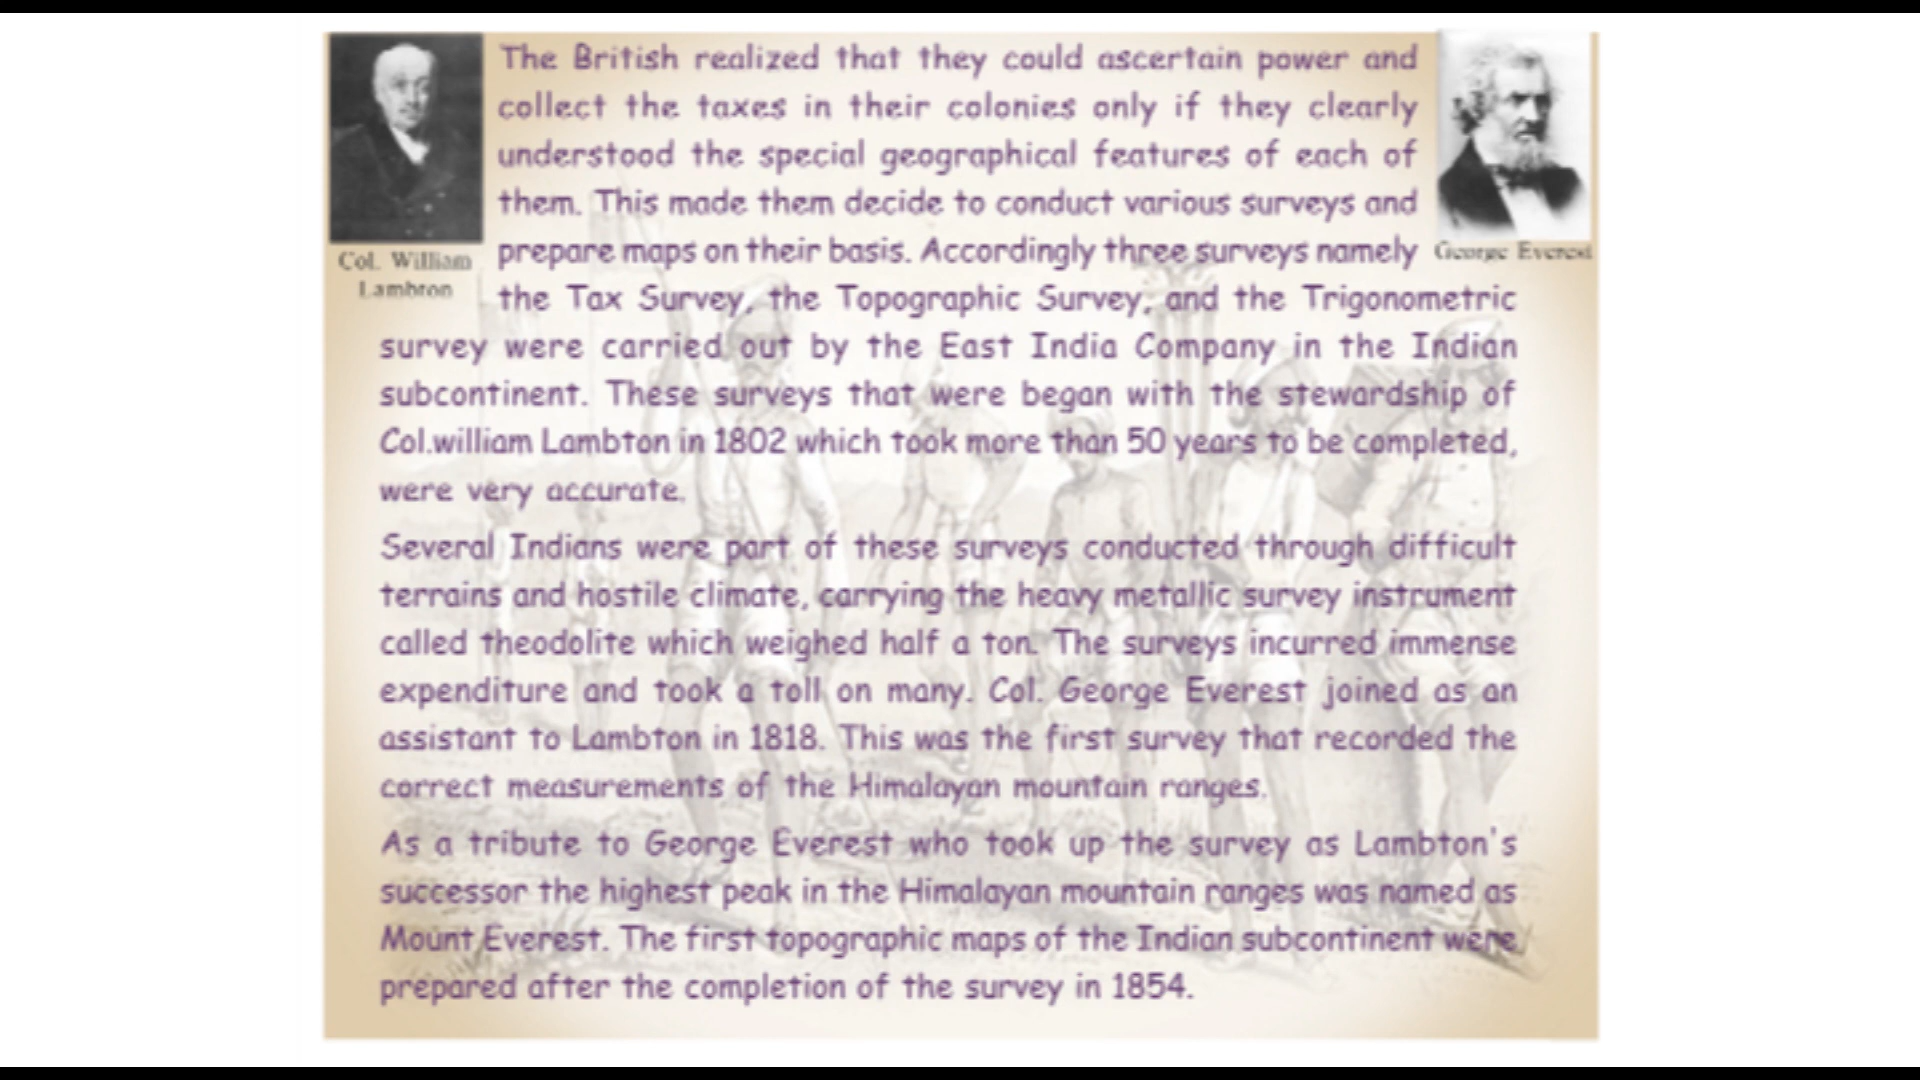 The British realized that they could ascertain power and
collect the taxes in their colonies only if they clearly
understood the special geographical features of each of
them. This made them decide to conduct various surveys and
prepare maps on their basis. Accordingly three surveys namely
the Tax Survey, the Topographic Survey, and the Trigonometric
survey were carried out by the East India Company in the Indian
subcontinent. These surveys that were began with the stewardship of
Col.william Lambton in 1802 which took more than 50 years to be completed,
were very accurate.
Col. William
Lambton
George Everest
Several Indians were part of these surveys conducted through difficult
terrains and hostile climate, carrying the heavy metallic survey instrument
called theodolite which weighed half a ton. The surveys incurred immense
expenditure and took a toll on many. Col. George Everest joined as an
assistant to Lambton in 1818. This was the first survey that recorded the
correct measurements of the Himalayan mountain ranges.
As a tribute to George Everest who took up the survey as Lambton's
successor the highest peak in the Himalayan mountain ranges was named as
Mount Everest. The first topographic maps of the Indian subcontinent were
prepared after the completion of the survey in 1854.